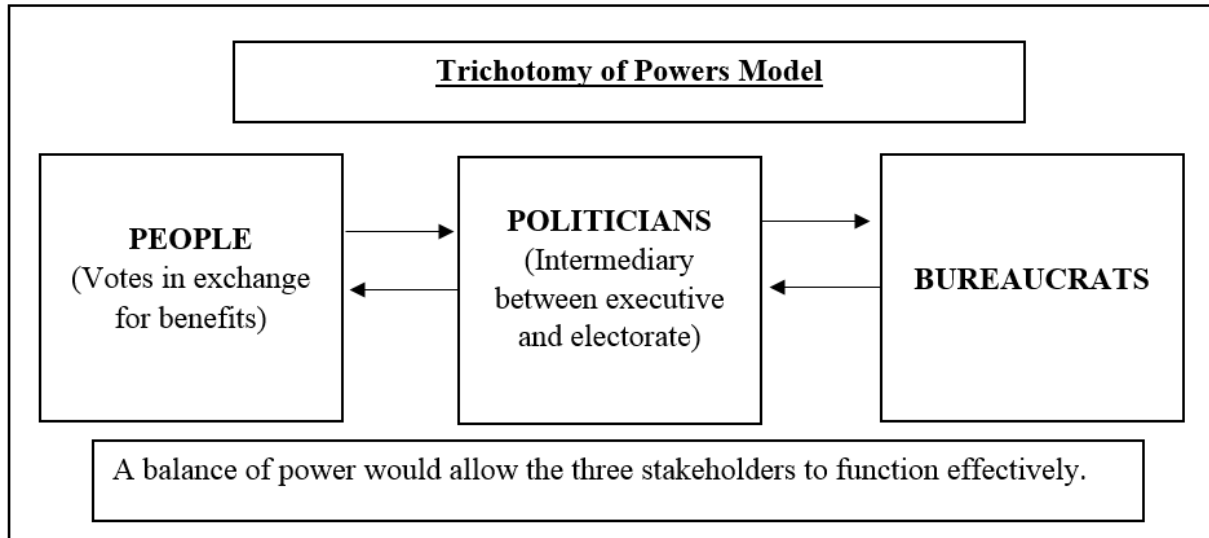 Trichotomy of Powers Model
PEOPLE
(Votes in exchange
for benefits)
POLITICIANS
(Intermediary
between executive
and electorate)
BUREAUCRATS
A balance of power would allow the three stakeholders to function effectively.